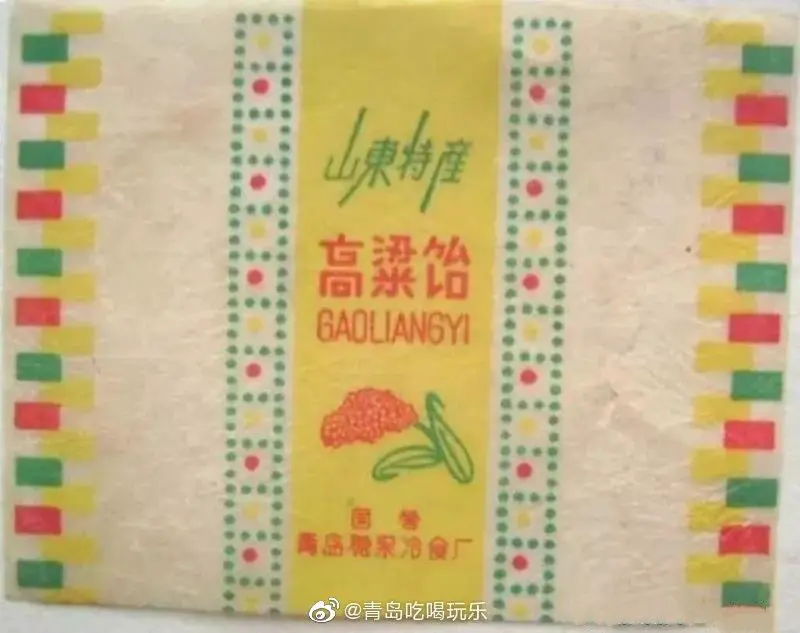 山東特産
高粱饴
GAOLIANGYI
国营
青岛糖果冷食厂
@青岛吃喝玩乐